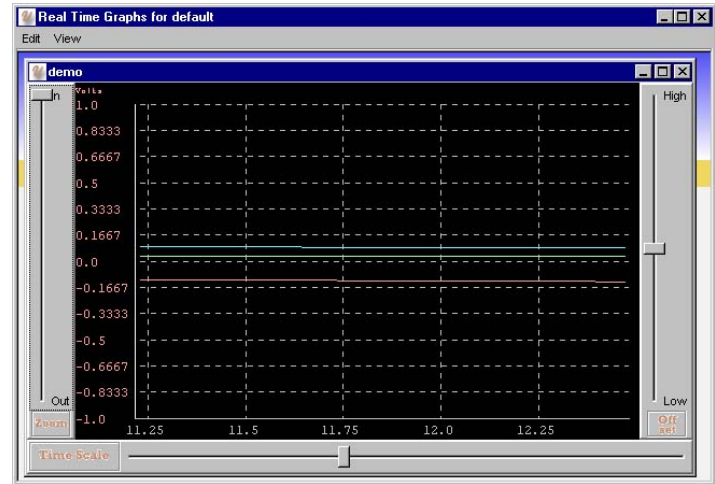 Real Time Graphs for default
Edit View
demo
In
Volts
High
1.0
0.8333
0.6667
0.5
0.3333
0.1667
0.0
-0.1667
-0.3333
-0.5
-0.6667
-0.8333
-1.0
Out
Low
Zoom
11.25 11.5 11.75 12.0 12.25
Off
set
Time Scale